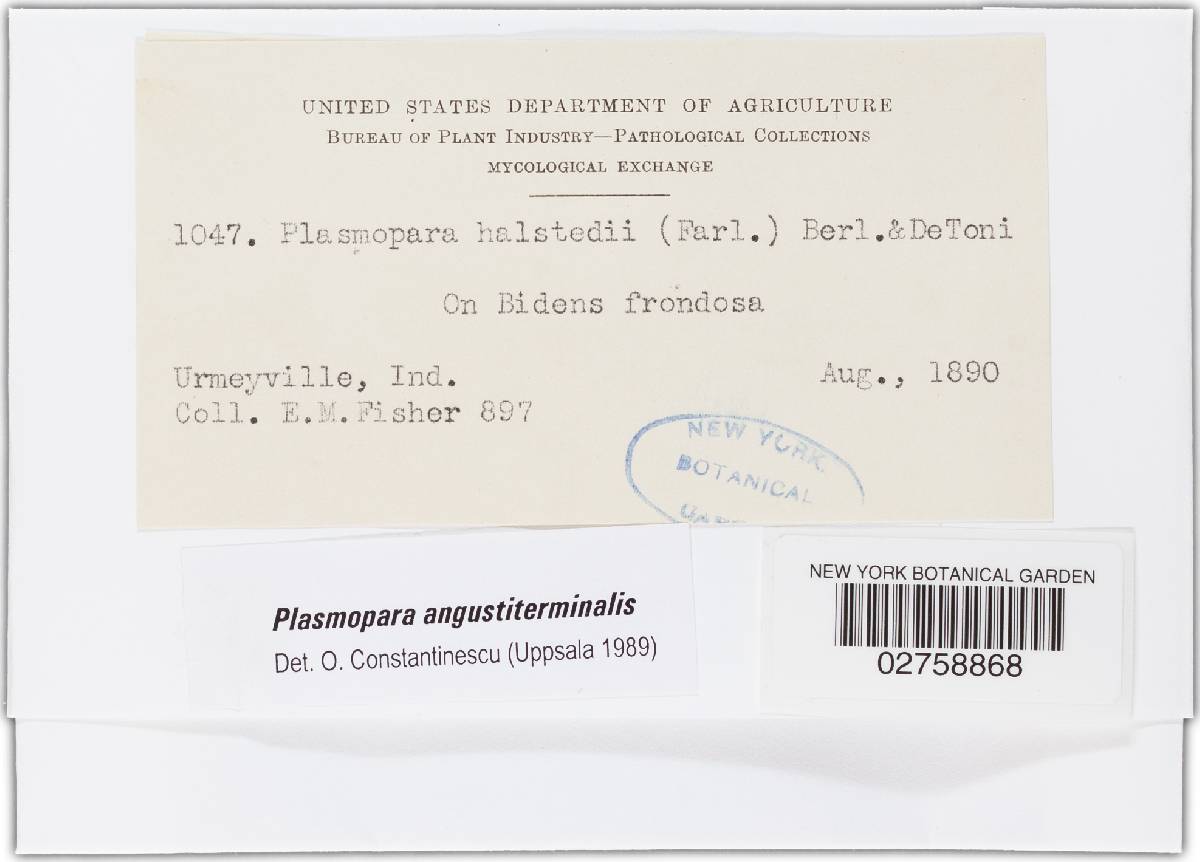 UNITED STATES DEPARTMENT OF AGRICULTURE
BUREAU OF PLANT INDUSTRY—PATHOLOGICAL COLLECTIONS
MYCOLOGICAL EXCHANGE
1047. Plasmopara halstedii (Farl.) Berl.&DeToni
On Bidens frondosa
Urmeyville, Ind. Aug., 1890
Coll. E.M.Fisher 897
NEW YORK
BOTANICAL
Plasmopara angustiterminalis
Det. O. Constantinescu (Uppsala 1989)
NEW YORK BOTANICAL GARDEN
02758868